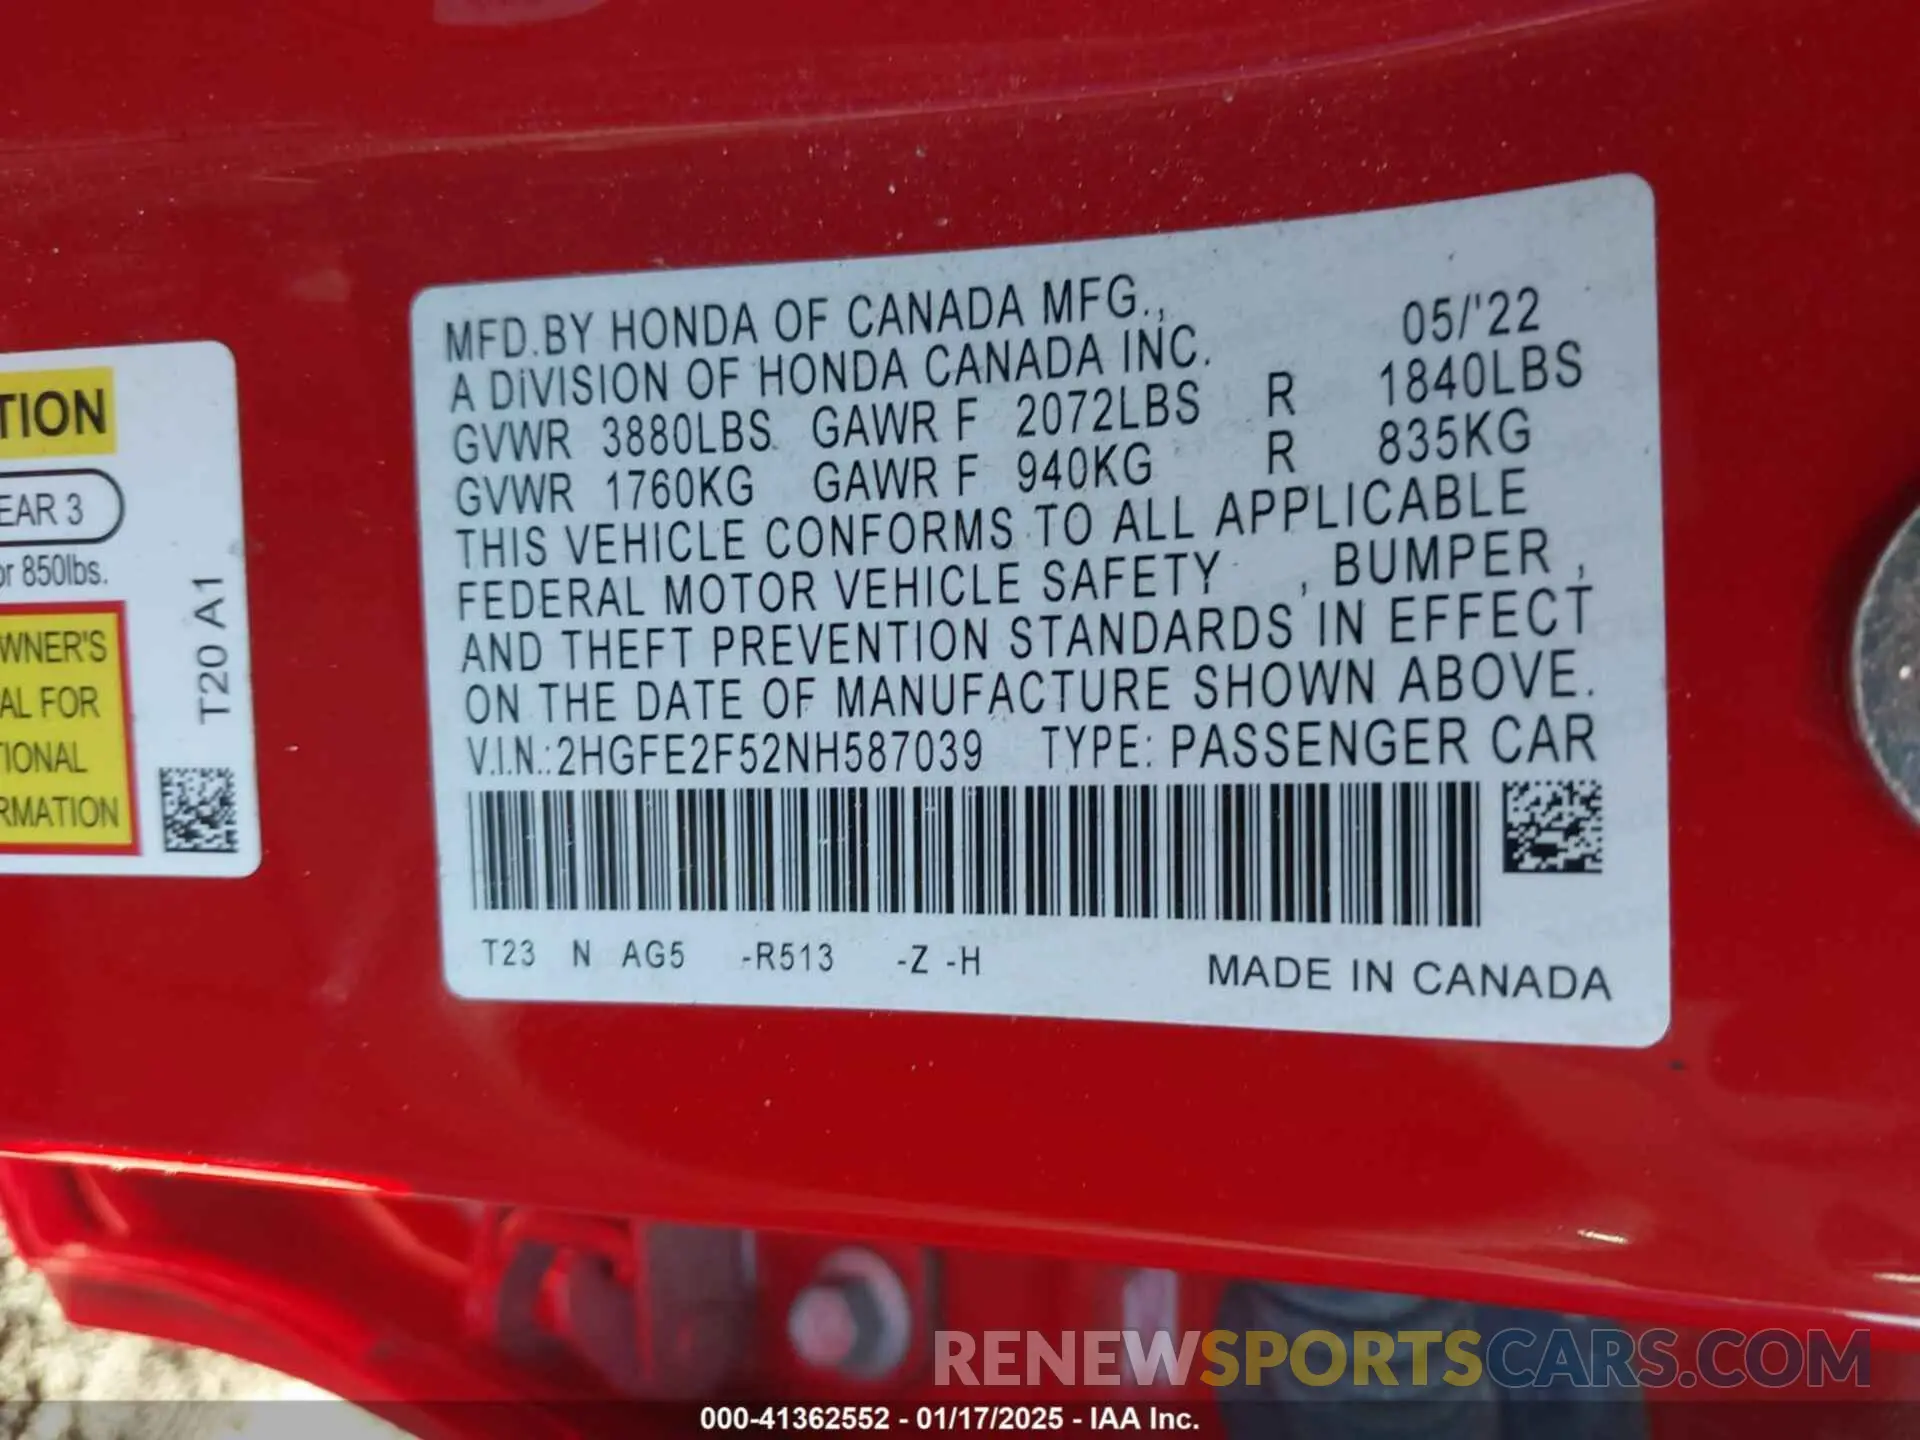 TION
EAR 3
or 850lbs.
WNER'S
AL FOR
TIONAL
RMATION
T20 A1
MFD.BY HONDA OF CANADA MFG., 05/'22
A DIVISION OF HONDA CANADA INC.
GVWR 3880LBS GAWR F 2072LBS R 1840LBS
GVWR 1760KG GAWR F 940KG R 835KG
THIS VEHICLE CONFORMS TO ALL APPLICABLE
FEDERAL MOTOR VEHICLE SAFETY , BUMPER ,
AND THEFT PREVENTION STANDARDS IN EFFECT
ON THE DATE OF MANUFACTURE SHOWN ABOVE.
V.I.N.:2HGFE2F52NH587039 TYPE: PASSENGER CAR
T23 N AG5 -R513 -Z -H
MADE IN CANADA
RENEWSPORTSCARS.COM
000-41362552 - 01/17/2025 - IAA Inc.